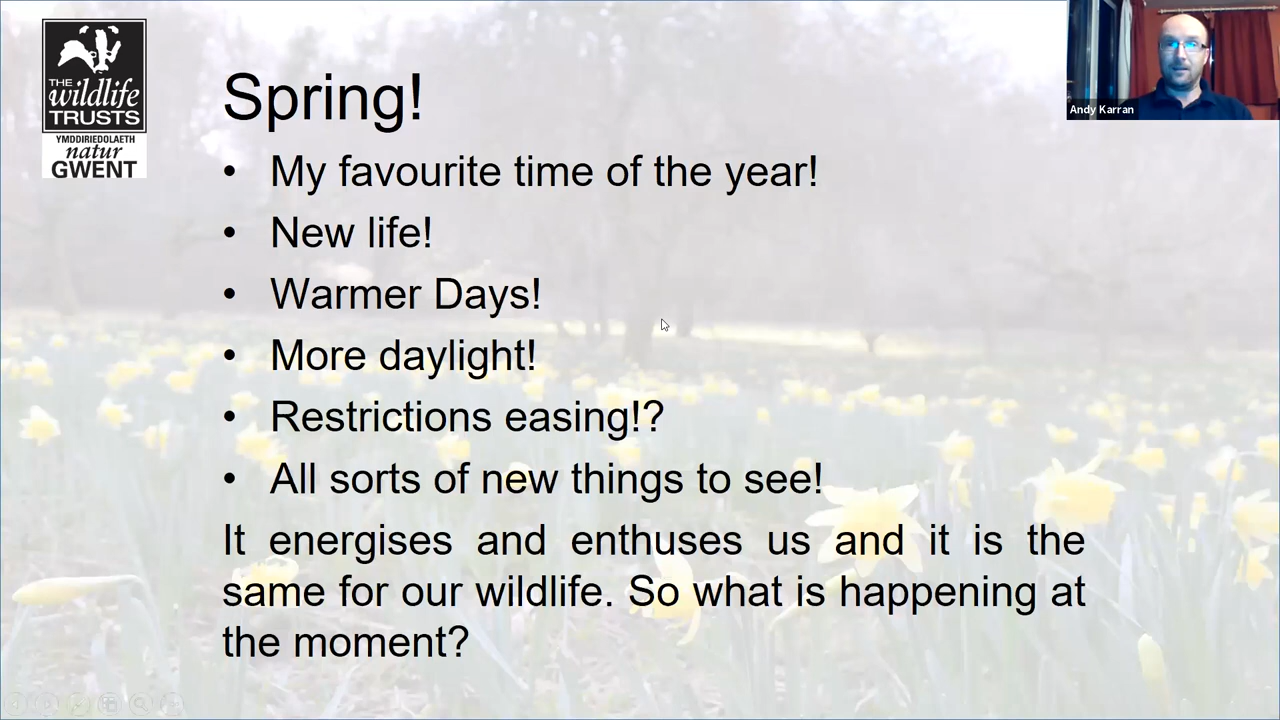 THE
wildlife
TRUSTS
YMDDIRIEDOLAETH
natur
GWENT
Andy Karran
Spring!
• My favourite time of the year!
• New life!
• Warmer Days!
• More daylight!
• Restrictions easing!?
• All sorts of new things to see!
It energises and enthuses us and it is the
same for our wildlife. So what is happening at
the moment?